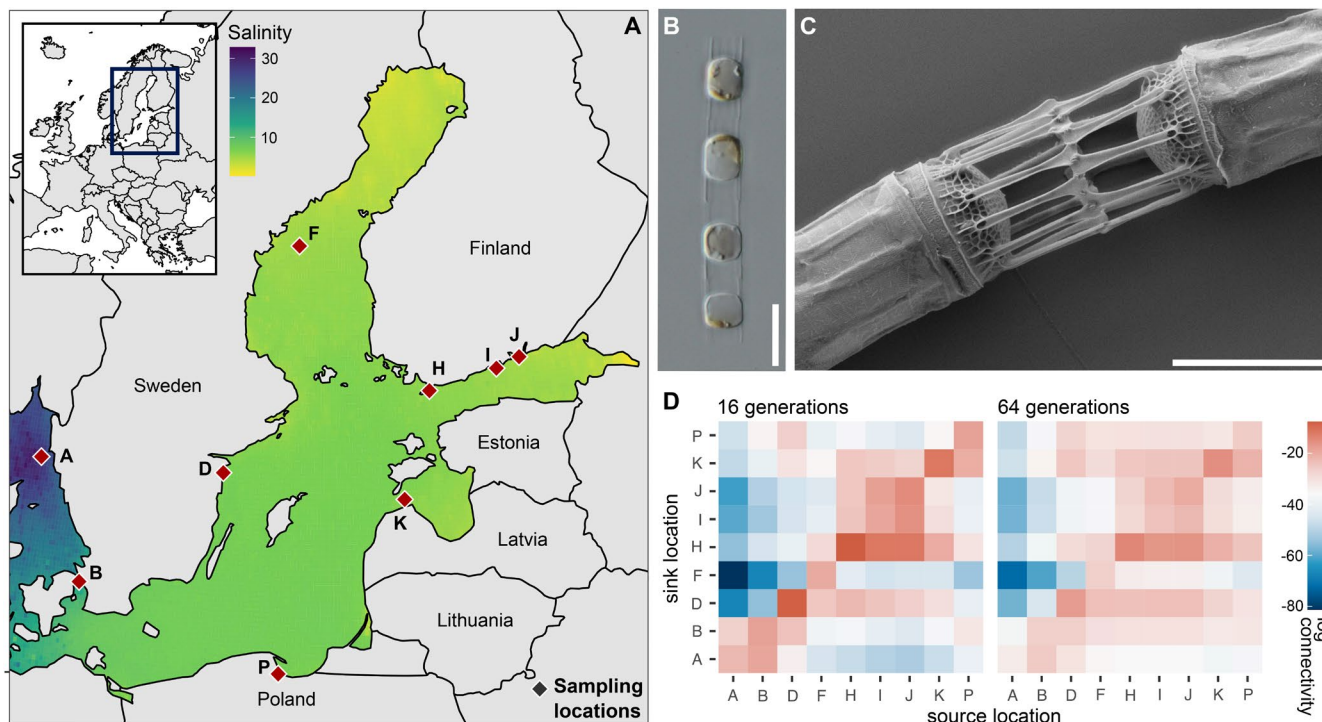 A
Salinity
30
20
10
F
Finland
J
I
H
Sweden
Estonia
A
D
K
Latvia
B
Lithuania
P
Poland
Sampling
locations
B
C
D
16 generations
64 generations
P
K
J
I
H
F
D
B
A
sink location
A B D F H I J K P
A B D F H I J K P
source location
-20
-40
-60
-80
log
connectivity